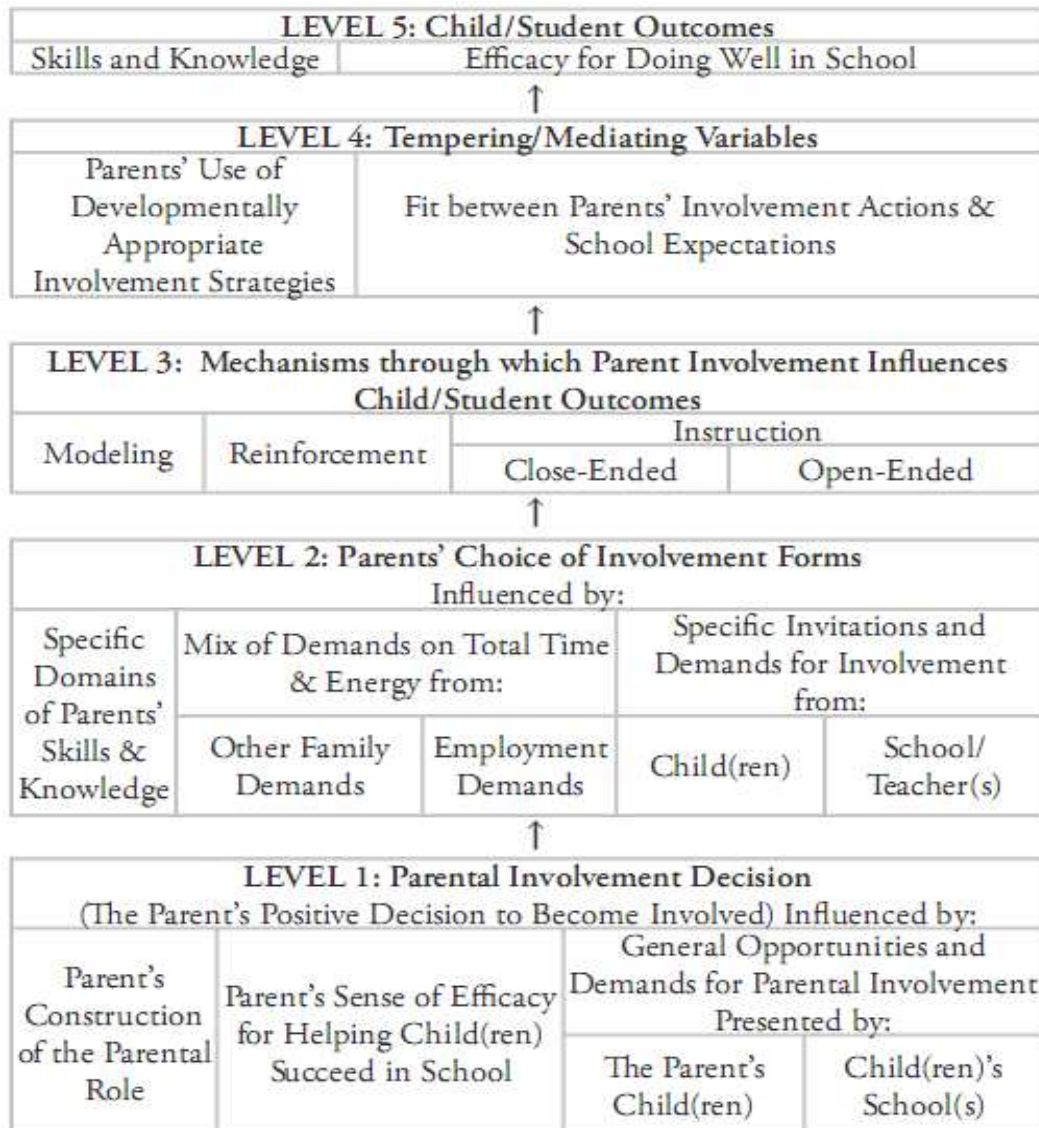 LEVEL 5: Child/Student Outcomes
Skills and Knowledge
Efficacy for Doing Well in School
↑
LEVEL 4: Tempering/Mediating Variables
Parents’ Use of
Developmentally
Appropriate
Involvement Strategies
Fit between Parents’ Involvement Actions &
School Expectations
↑
LEVEL 3: Mechanisms through which Parent Involvement Influences
Child/Student Outcomes
Modeling
Reinforcement
Instruction
Close-Ended
Open-Ended
↑
LEVEL 2: Parents’ Choice of Involvement Forms
Influenced by:
Specific
Domains
of Parents’
Skills &
Knowledge
Mix of Demands on Total Time
& Energy from:
Other Family
Demands
Employment
Demands
Specific Invitations and
Demands for Involvement
from:
Child(ren)
School/
Teacher(s)
↑
LEVEL 1: Parental Involvement Decision
(The Parent’s Positive Decision to Become Involved) Influenced by:
Parent’s
Construction
of the Parental
Role
Parent’s Sense of Efficacy
for Helping Child(ren)
Succeed in School
General Opportunities and
Demands for Parental Involvement
Presented by:
The Parent’s
Child(ren)
Child(ren)’s
School(s)